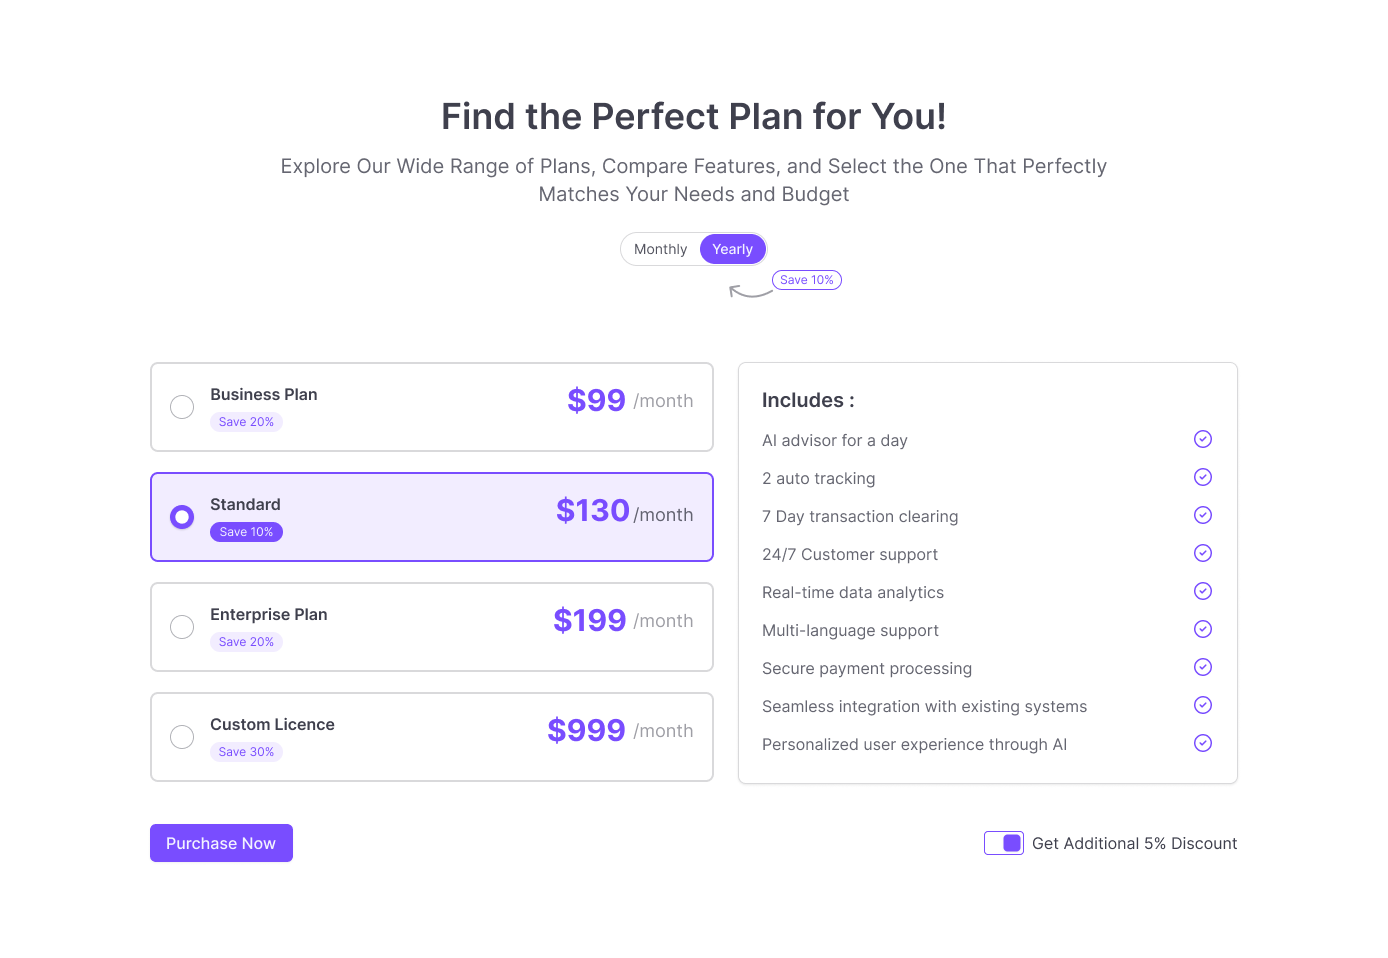 Find the Perfect Plan for You!
Explore Our Wide Range of Plans, Compare Features, and Select the One That Perfectly
Matches Your Needs and Budget
Monthly Yearly
Save 10%
Business Plan
Save 20%
$99 /month
Standard
Save 10%
$130 /month
Enterprise Plan
Save 20%
$199 /month
Custom Licence
Save 30%
$999 /month
Includes :
AI advisor for a day
2 auto tracking
7 Day transaction clearing
24/7 Customer support
Real-time data analytics
Multi-language support
Secure payment processing
Seamless integration with existing systems
Personalized user experience through AI
Purchase Now
Get Additional 5% Discount